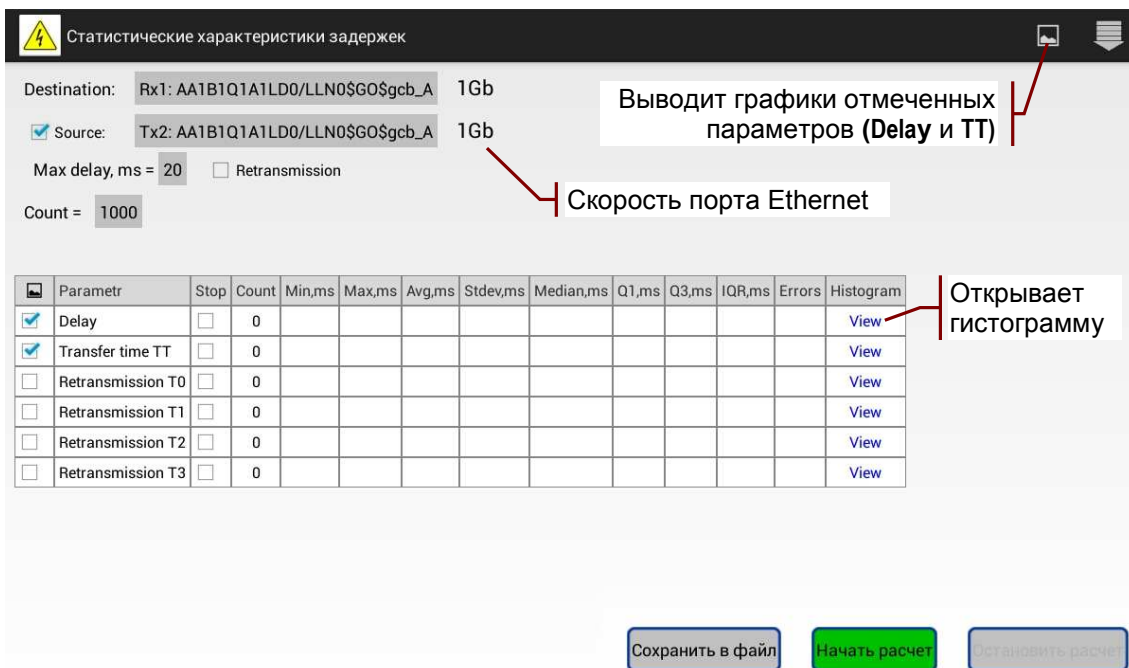 Статистические характеристики задержек
Destination: Rx1: AA1B1Q1A1LD0/LLN0$GO$gcb_A 1Gb
Source: Tx2: AA1B1Q1A1LD0/LLN0$GO$gcb_A 1Gb
Выводит графики отмеченных
параметров (Delay и TT)
Max delay, ms = 20 Retransmission
Скорость порта Ethernet
Count = 1000
Parametr Stop Count Min,ms Max,ms Avg,ms Stdev,ms Median,ms Q1,ms Q3,ms IQR,ms Errors Histogram
Открывает
гистограмму
Delay 0 View
Transfer time TT 0 View
Retransmission T0 0 View
Retransmission T1 0 View
Retransmission T2 0 View
Retransmission T3 0 View
Сохранить в файл Начать расчет Остановить расчет